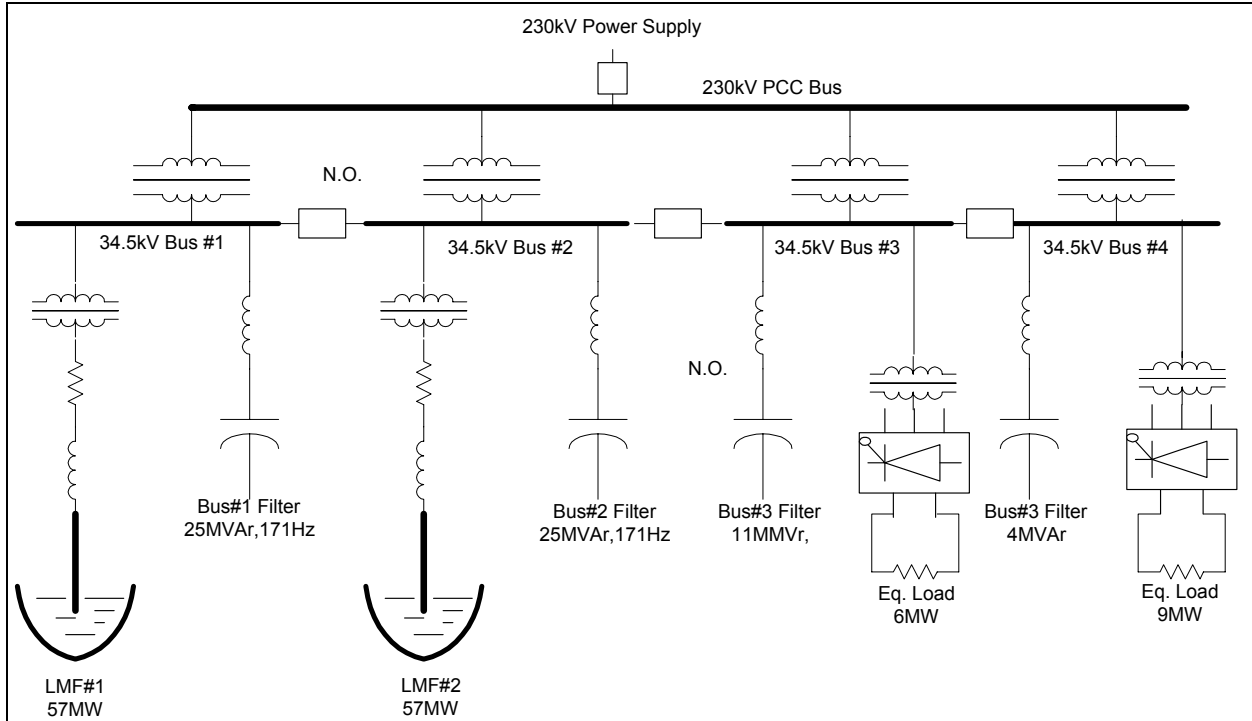 230kV Power Supply
230kV PCC Bus
N.O.
34.5kV Bus #1
34.5kV Bus #2
34.5kV Bus #3
34.5kV Bus #4
N.O.
Bus#1 Filter
25MVAr,171Hz
Bus#2 Filter
25MVAr,171Hz
Bus#3 Filter
11MMVr,
Bus#3 Filter
4MVAr
Eq. Load
6MW
Eq. Load
9MW
LMF#1
57MW
LMF#2
57MW